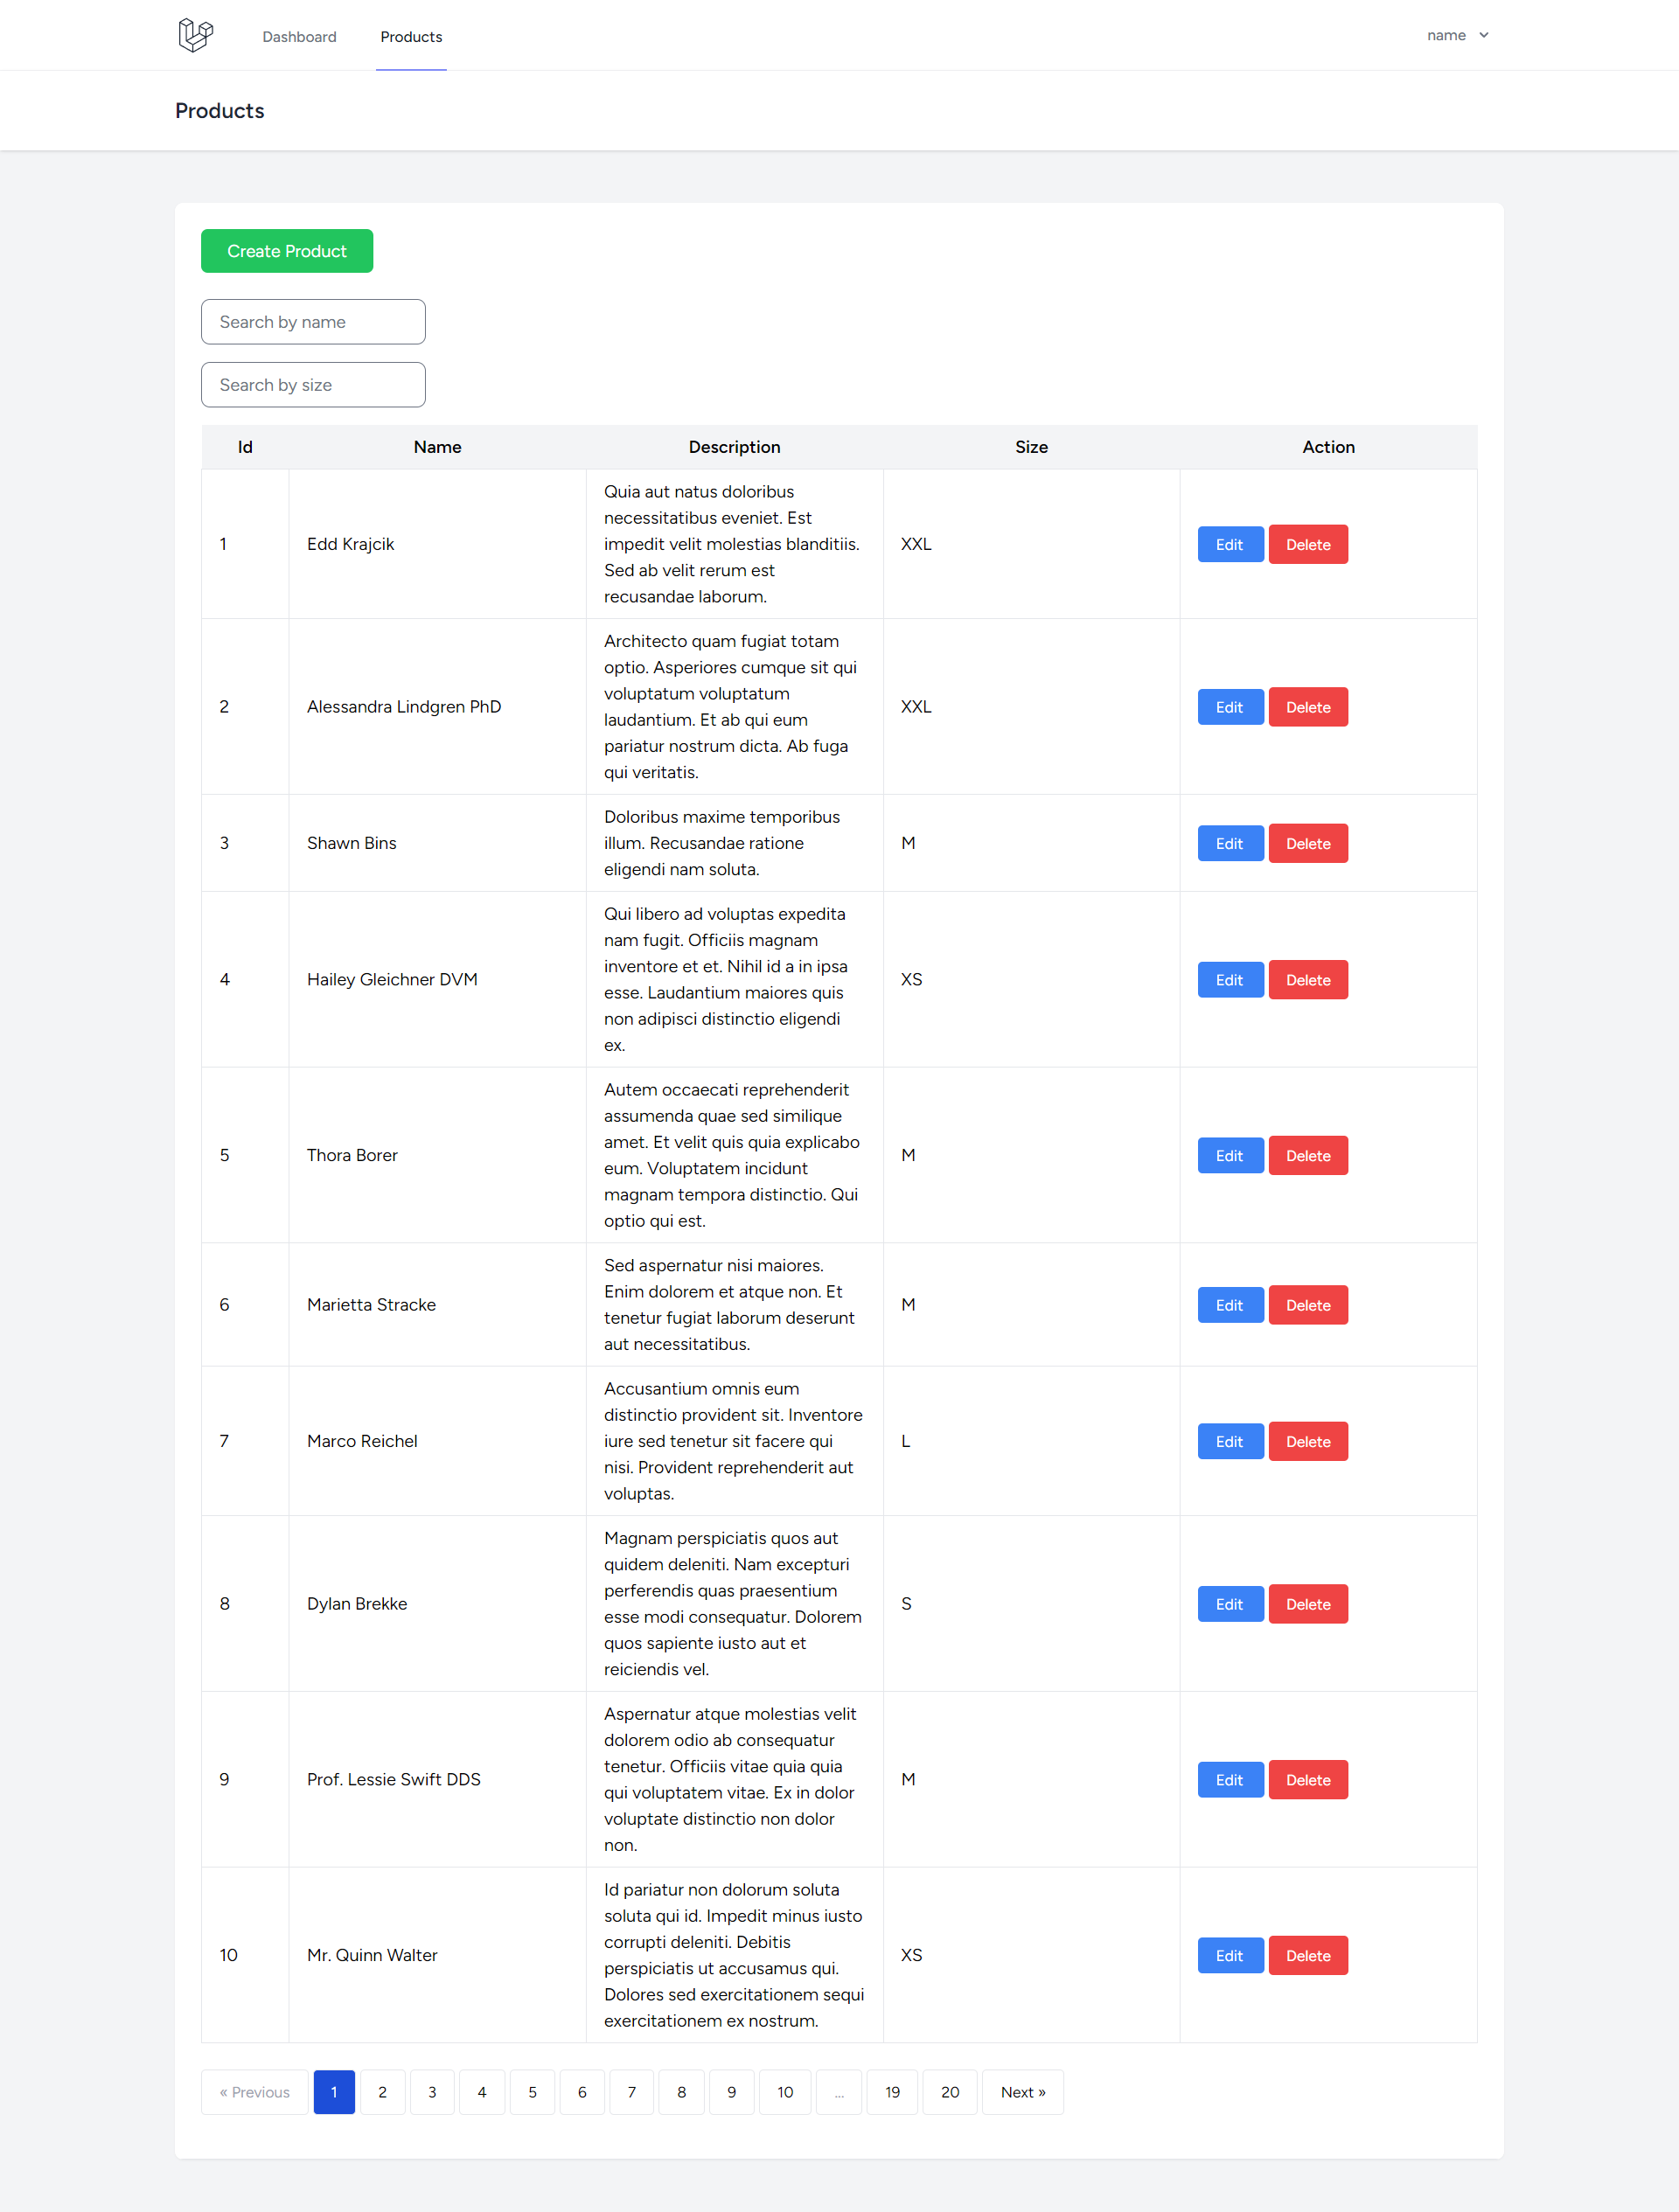 Dashboard
Products
name
Products
Create Product
Search by name
Search by size
Id Name Description Size Action
1 Edd Krajcik
Quia aut natus doloribus
necessitatibus eveniet. Est
impedit velit molestias blanditiis.
Sed ab velit rerum est
recusandae laborum.
XXL Edit Delete
2 Alessandra Lindgren PhD
Architecto quam fugiat totam
optio. Asperiores cumque sit qui
voluptatum voluptatum
laudantium. Et ab qui eum
pariatur nostrum dicta. Ab fuga
qui veritatis.
XXL Edit Delete
3 Shawn Bins
Doloribus maxime temporibus
illum. Recusandae ratione
eligendi nam soluta.
M Edit Delete
4 Hailey Gleichner DVM
Qui libero ad voluptas expedita
nam fugit. Officiis magnam
inventore et et. Nihil id a in ipsa
esse. Laudantium maiores quis
non adipisci distinctio eligendi
ex.
XS Edit Delete
5 Thora Borer
Autem occaecati reprehenderit
assumenda quae sed similique
amet. Et velit quis quia explicabo
eum. Voluptatem incidunt
magnam tempora distinctio. Qui
optio qui est.
M Edit Delete
6 Marietta Stracke
Sed aspernatur nisi maiores.
Enim dolorem et atque non. Et
tenetur fugiat laborum deserunt
aut necessitatibus.
M Edit Delete
7 Marco Reichel
Accusantium omnis eum
distinctio provident sit. Inventore
iure sed tenetur sit facere qui
nisi. Provident reprehenderit aut
voluptas.
L Edit Delete
8 Dylan Brekke
Magnam perspiciatis quos aut
quidem deleniti. Nam excepturi
perferendis quas praesentium
esse modi consequatur. Dolorem
quos sapiente iusto aut et
reiciendis vel.
S Edit Delete
9 Prof. Lessie Swift DDS
Aspernatur atque molestias velit
dolorem odio ab consequatur
tenetur. Officiis vitae quia quia
qui voluptatem vitae. Ex in dolor
voluptate distinctio non dolor
non.
M Edit Delete
10 Mr. Quinn Walter
Id pariatur non dolorum soluta
soluta qui id. Impedit minus iusto
corrupti deleniti. Debitis
perspiciatis ut accusamus qui.
Dolores sed exercitationem sequi
exercitationem ex nostrum.
XS Edit Delete
« Previous 1 2 3 4 5 6 7 8 9 10 ... 19 20 Next »